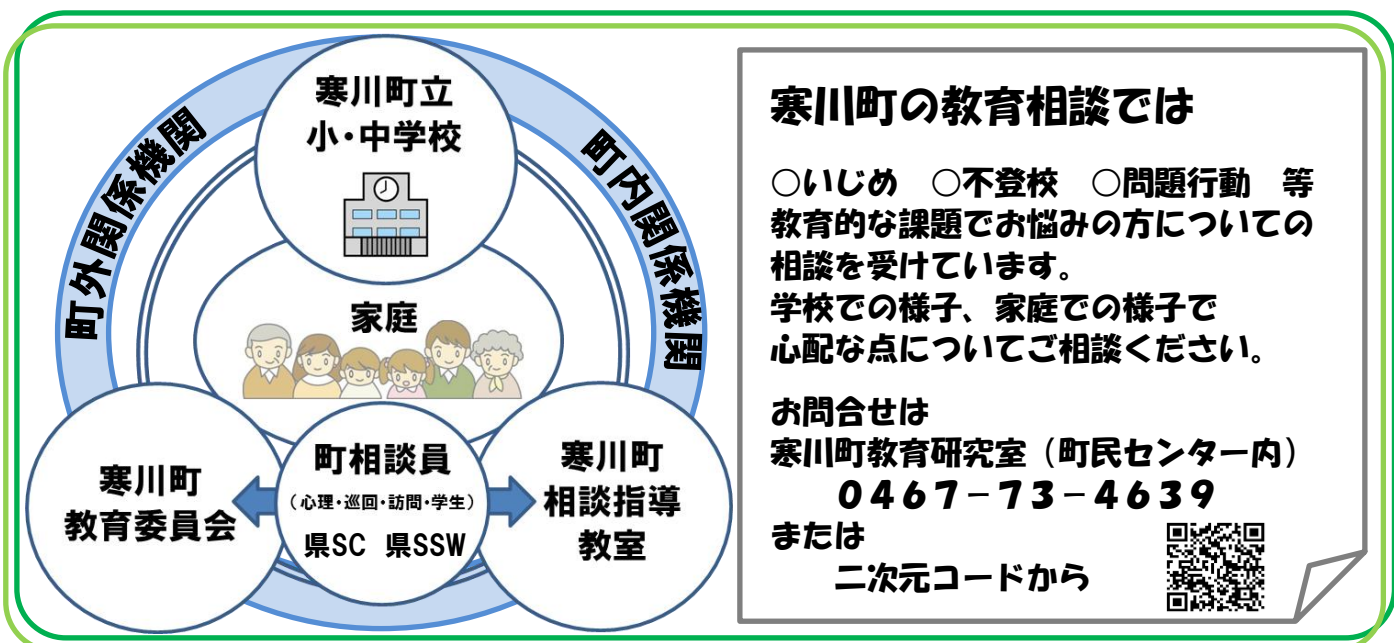 寒川町立
小・中学校
町外関係機関
町内関係機関
家庭
寒川町
教育委員会
町相談員
（心理・巡回・訪問・学生）
県SC 県SSW
寒川町
相談指導
教室
寒川町の教育相談では
○いじめ ○不登校 ○問題行動 等
教育的な課題でお悩みの方についての
相談を受けています。
学校での様子、家庭での様子で
心配な点についてご相談ください。
お問合せは
寒川町教育研究室（町民センター内）
０４６７－７３－４６３９
または
二次元コードから